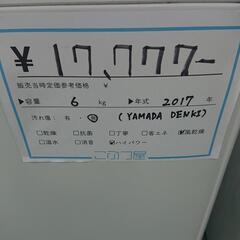 ¥17,777-
販売当時定価参考価格 ¥
▶容量 6 kg ▶年式 2017 年
汚れ傷: 有・無 (YAMADA DENKI)
□乾燥 □抗菌 □丁寧 □省エネ ☑風乾燥
□温水 □消音 ☑ハイパワー